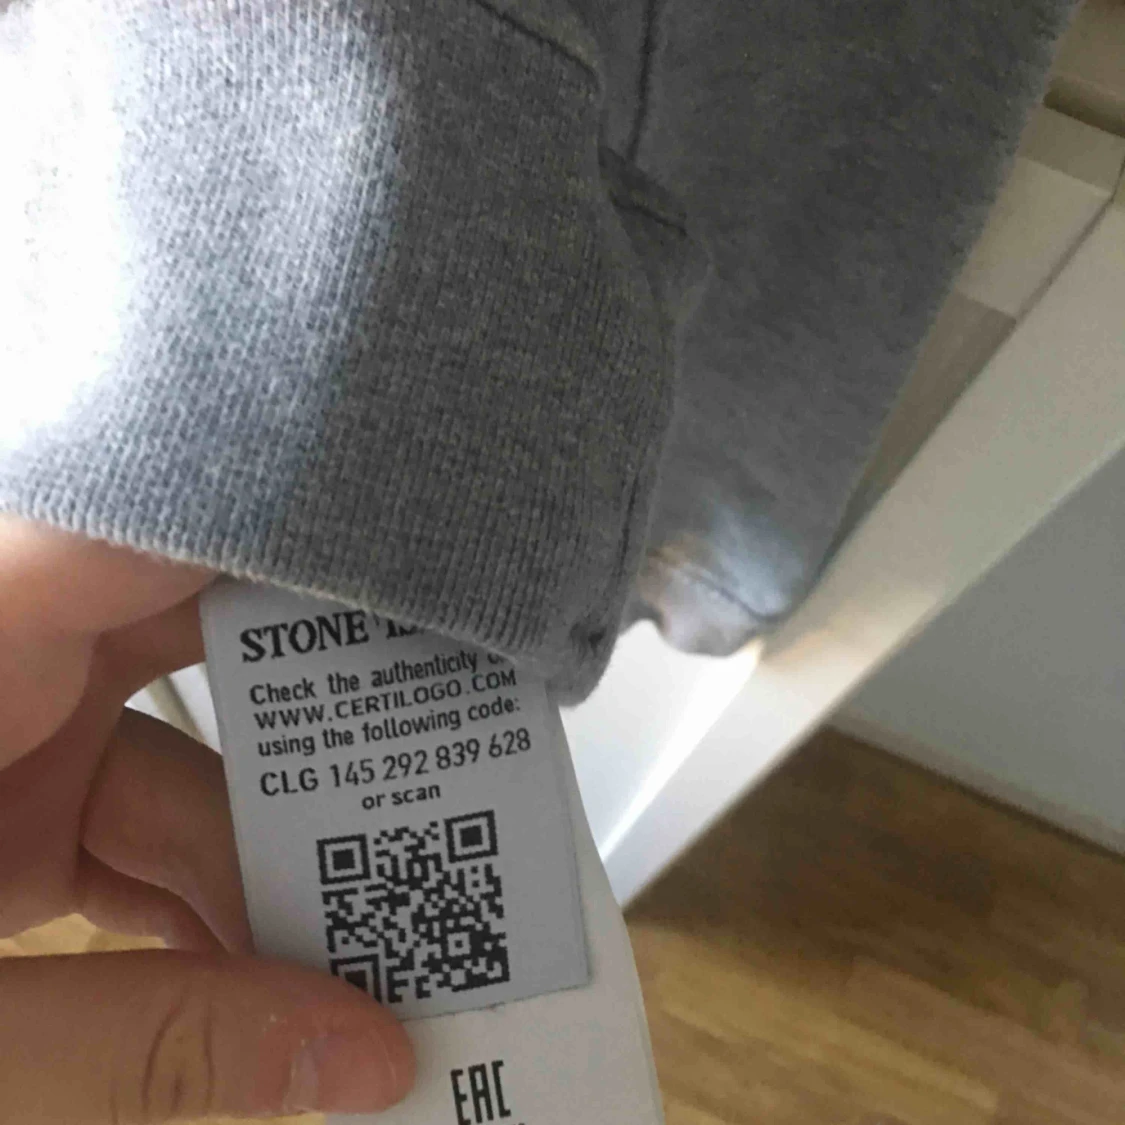 STONE
Check the authenticity
WWW.CERTILOGO.COM
using the following code:
CLG 145 292 839 628
or scan
EAC